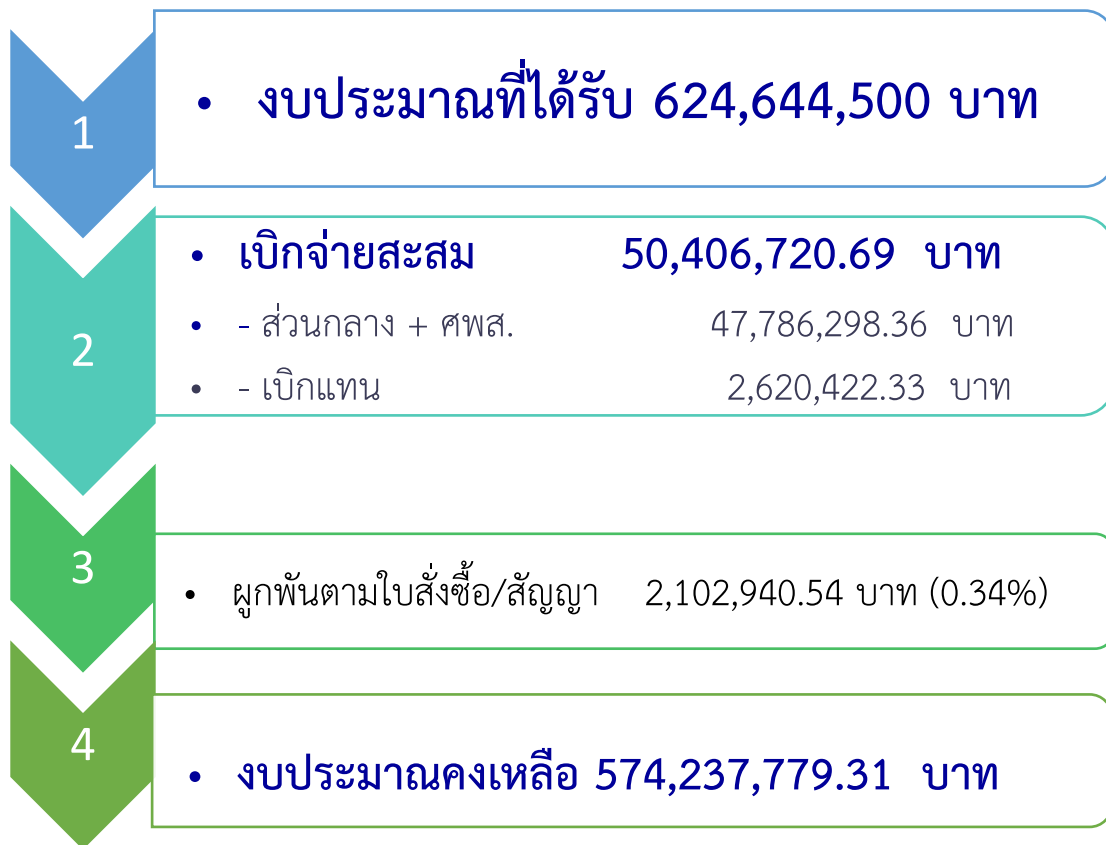 1
• งบประมาณที่ได้รับ 624,644,500 บาท
2
• เบิกจ่ายสะสม 50,406,720.69 บาท
• - ส่วนกลาง + ศพส. 47,786,298.36 บาท
• - เบิกแทน 2,620,422.33 บาท
3
• ผูกพันตามใบสั่งซื้อ/สัญญา 2,102,940.54 บาท (0.34%)
4
• งบประมาณคงเหลือ 574,237,779.31 บาท